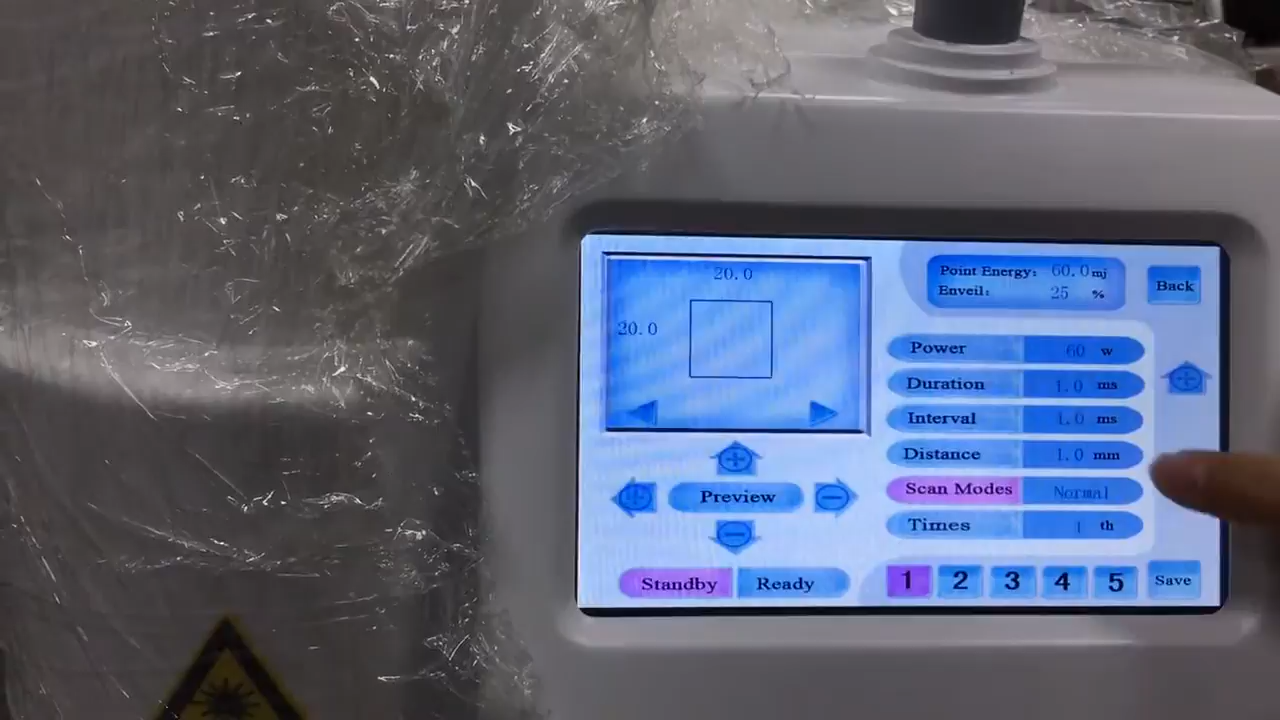 20.0
20.0
Preview
Standby
Ready
Point Energy: 60.0 mj
Enveil: 25 %
Back
Power 60 w
Duration 1.0 ms
Interval 1.0 ms
Distance 1.0 mm
Scan Modes Normal
Times 1 th
1 2 3 4 5 Save